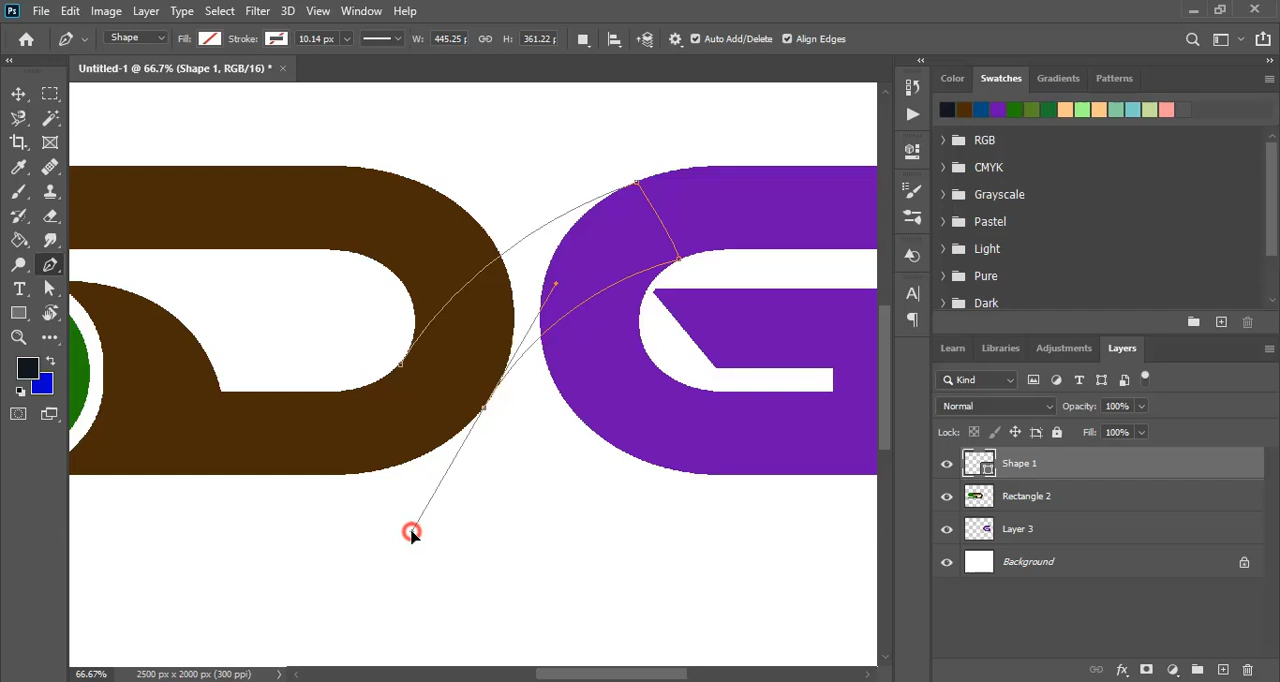 Ps File Edit Image Layer Type Select Filter 3D View Window Help
Shape Fill: Stroke: 10.14 pt W: 445.25 p H: 361.22 p Auto Add/Delete Align Edges
Untitled-1 @ 66.7% (Shape 1, RGB/16) *
Color Swatches Gradients Patterns
RGB
CMYK
Grayscale
Pastel
Light
Pure
Dark
Learn Libraries Adjustments Layers
Kind
Normal Opacity: 100%
Lock: Fill: 100%
Shape 1
Rectangle 2
Layer 3
Background
66.67% 2500 px x 2000 px (300 ppi)